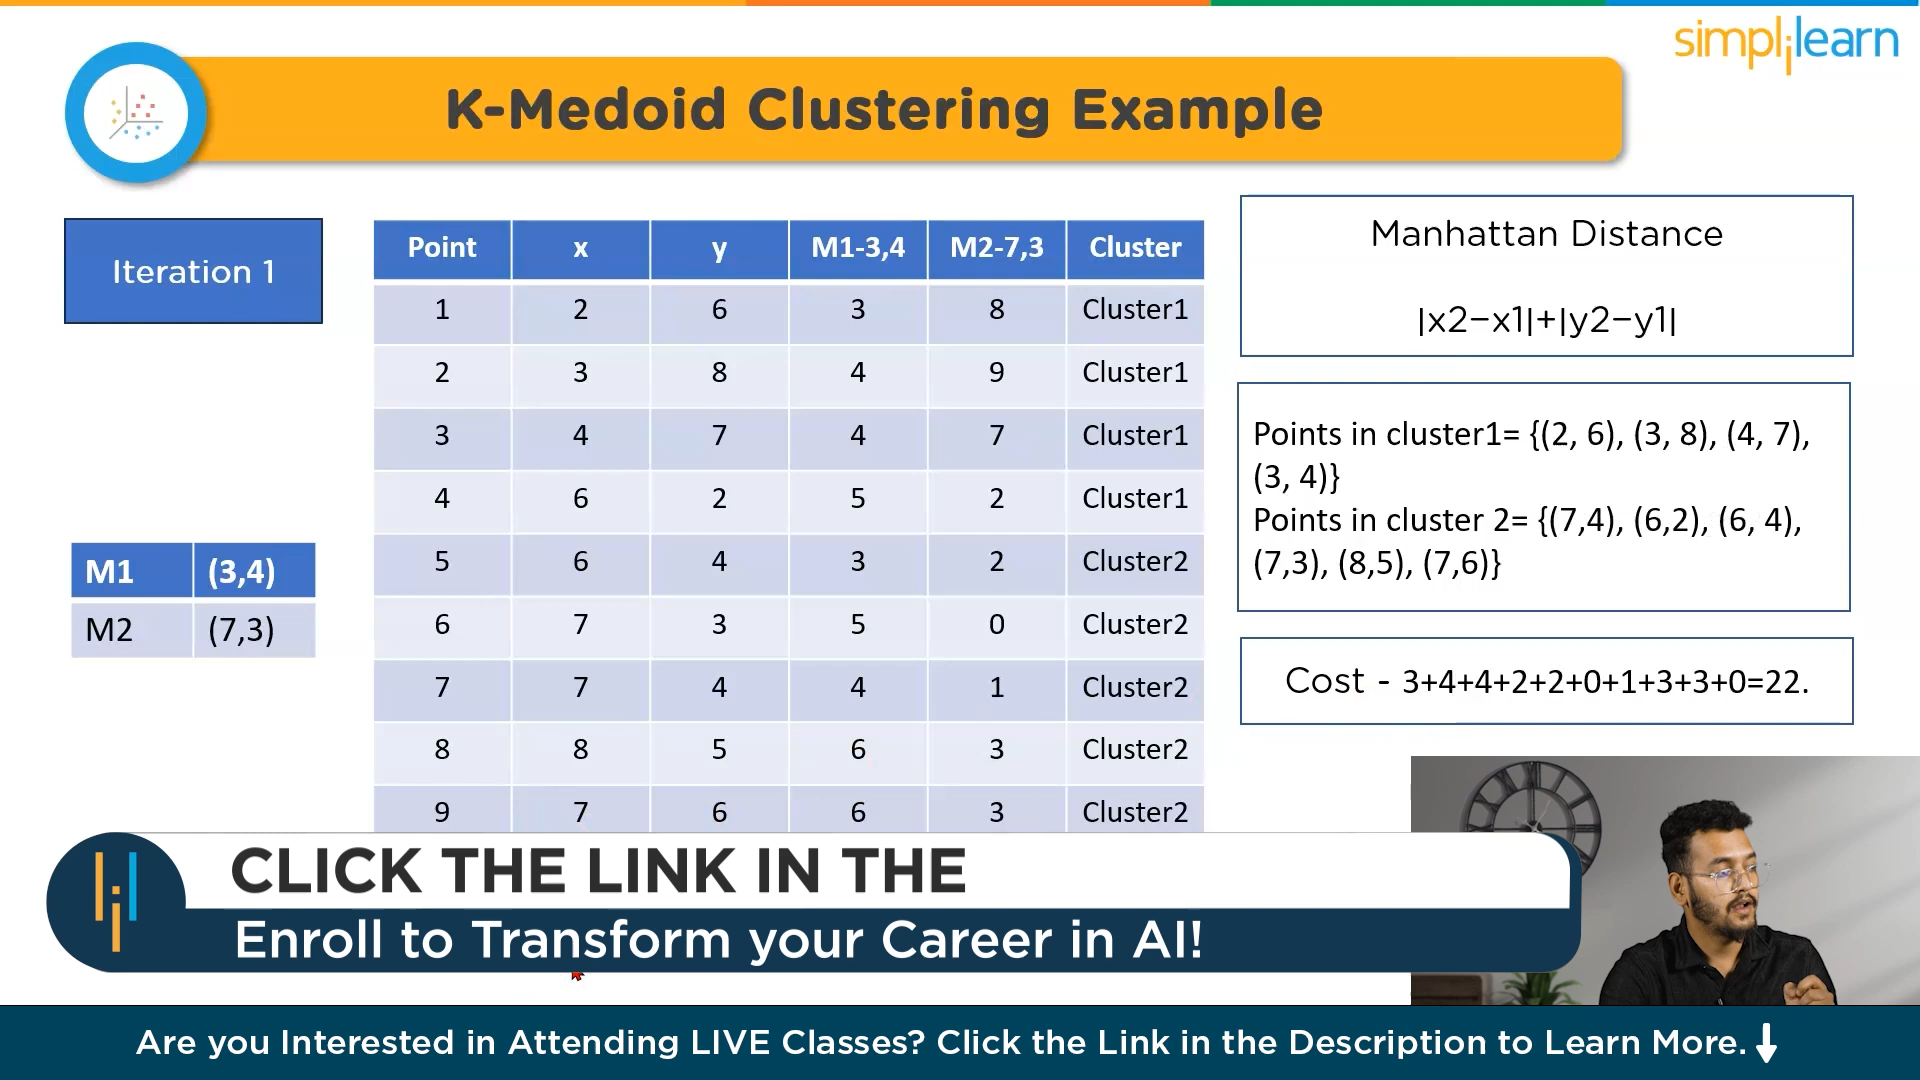 simplilearn
K-Medoid Clustering Example
Iteration 1
M1 (3,4)
M2 (7,3)
Point x y M1-3,4 M2-7,3 Cluster
1 2 6 3 8 Cluster1
2 3 8 4 9 Cluster1
3 4 7 4 7 Cluster1
4 6 2 5 2 Cluster1
5 6 4 3 2 Cluster2
6 7 3 5 0 Cluster2
7 7 4 4 1 Cluster2
8 8 5 6 3 Cluster2
9 7 6 6 3 Cluster2
Manhattan Distance
|x2−x1|+|y2−y1|
Points in cluster1= {(2, 6), (3, 8), (4, 7),
(3, 4)}
Points in cluster 2= {(7,4), (6,2), (6, 4),
(7,3), (8,5), (7,6)}
Cost - 3+4+4+2+2+0+1+3+3+0=22.
CLICK THE LINK IN THE
Enroll to Transform your Career in AI!
Are you Interested in Attending LIVE Classes? Click the Link in the Description to Learn More.